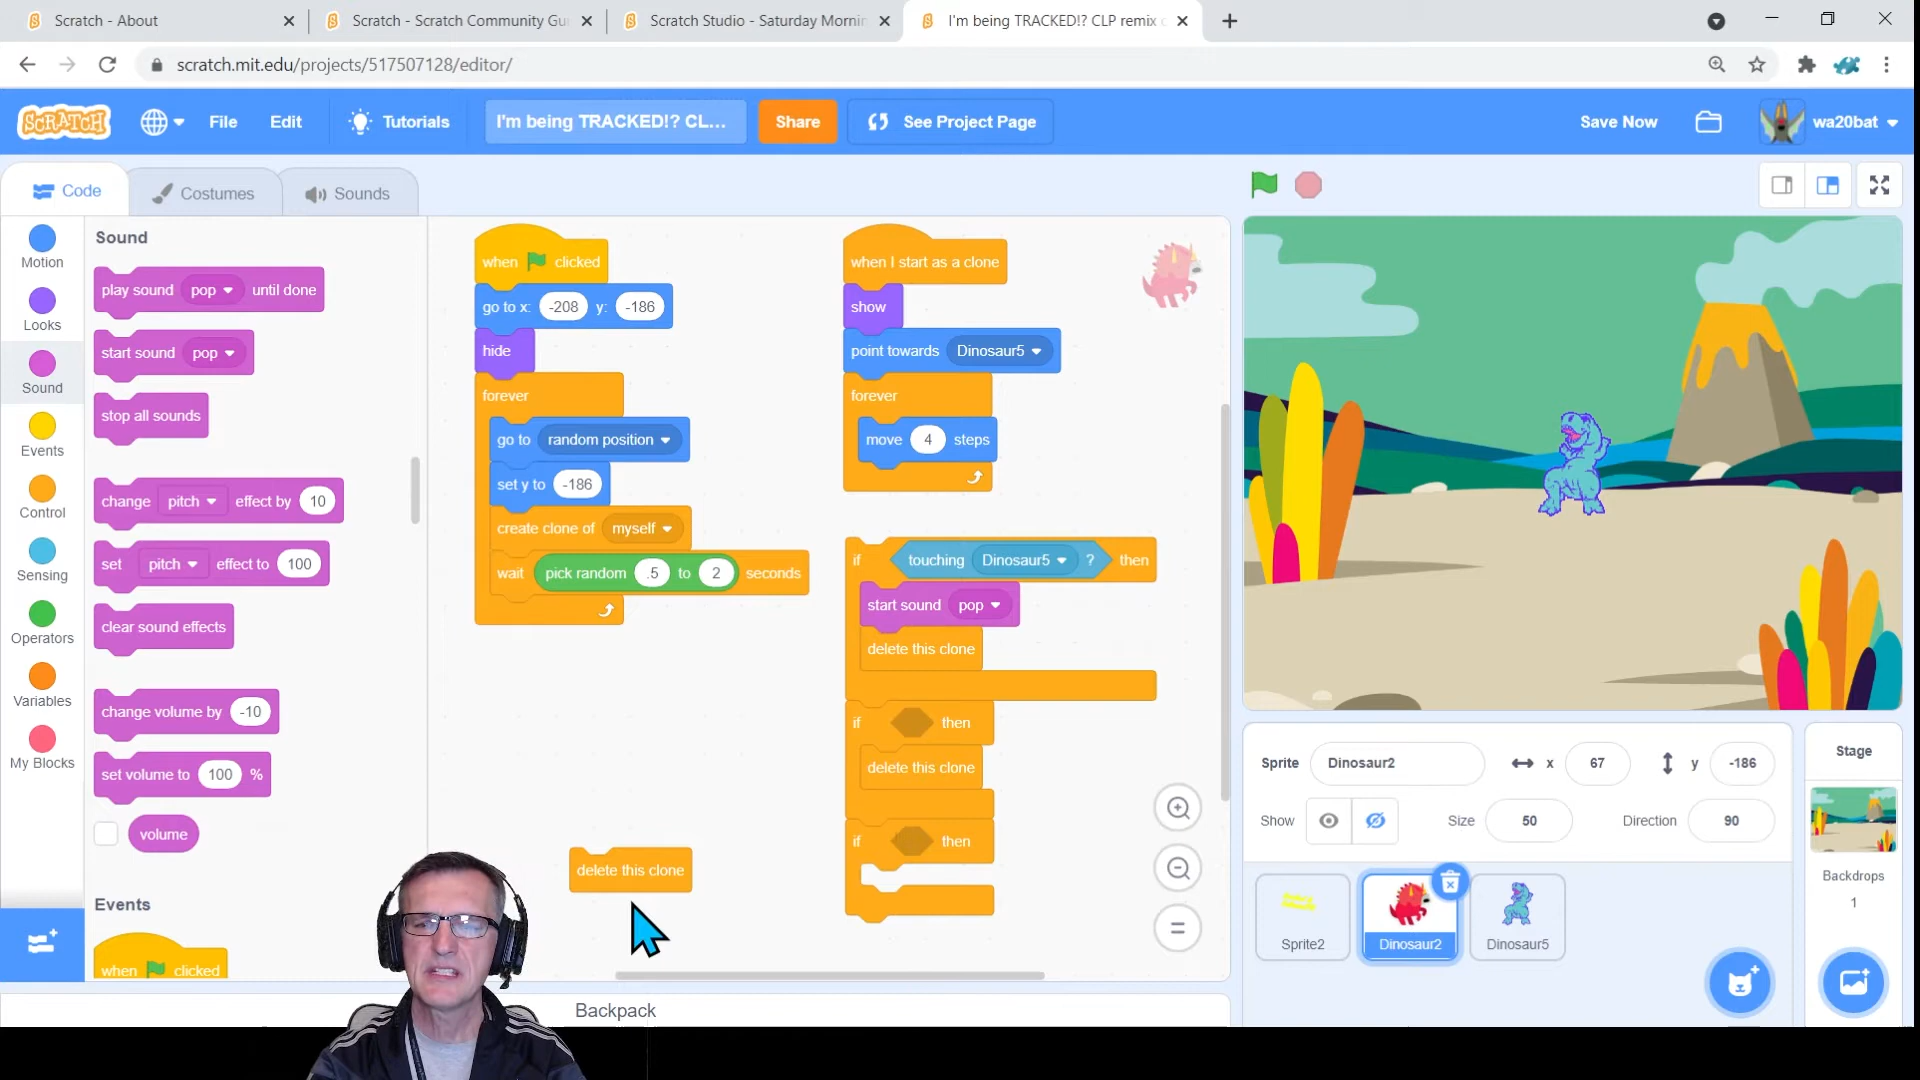 Scratch - About
Scratch - Scratch Community Gu
Scratch Studio - Saturday Mornin
I'm being TRACKED!? CLP remix
scratch.mit.edu/projects/517507128/editor/
SCRATCH
File
Edit
Tutorials
I'm being TRACKED!? CL...
Share
See Project Page
Save Now
wa20bat
Code
Costumes
Sounds
Motion
Looks
Sound
Events
Control
Sensing
Operators
Variables
My Blocks
Sound
play sound pop until done
start sound pop
stop all sounds
change pitch effect by 10
set pitch effect to 100
clear sound effects
change volume by -10
set volume to 100 %
volume
Events
when clicked
when clicked
go to x: -208 y: -186
hide
forever
go to random position
set y to -186
create clone of myself
wait pick random .5 to 2 seconds
delete this clone
when I start as a clone
show
point towards Dinosaur5
forever
move 4 steps
if touching Dinosaur5 ? then
start sound pop
delete this clone
if then
delete this clone
if then
Backpack
Sprite Dinosaur2 x 67 y -186
Show Size 50 Direction 90
Sprite2
Dinosaur2
Dinosaur5
Stage
Backdrops
1